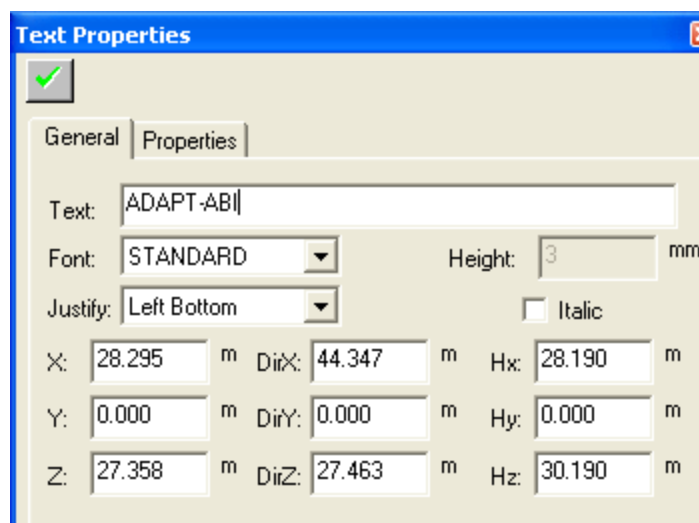 Text Properties
General Properties
Text: ADAPT-ABI
Font: STANDARD Height: 3 mm
Justify: Left Bottom Italic
X: 28.295 m DirX: 44.347 m Hx: 28.190 m
Y: 0.000 m DirY: 0.000 m Hy: 0.000 m
Z: 27.358 m DirZ: 27.463 m Hz: 30.190 m